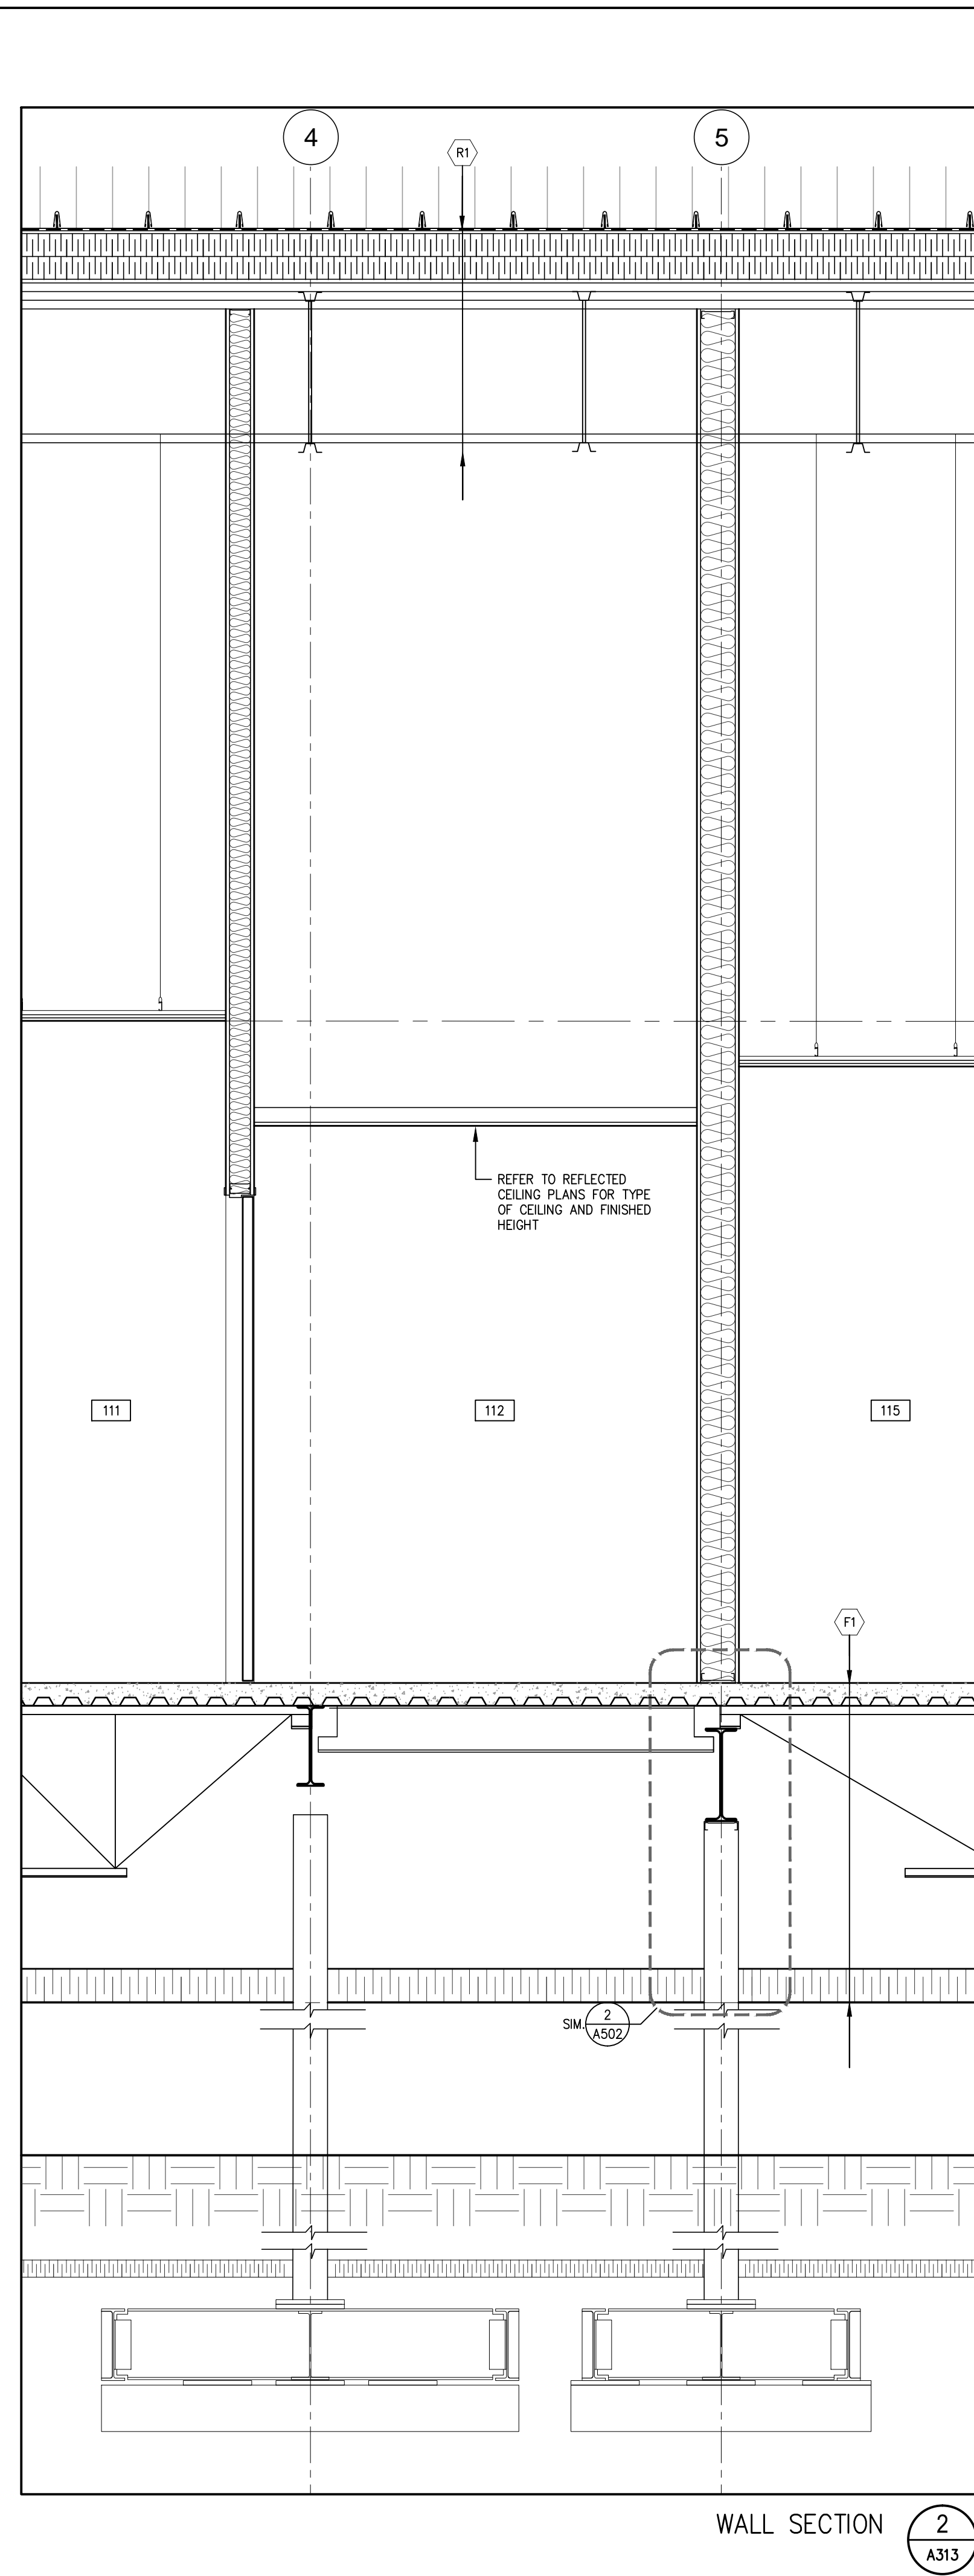 4
5
R1
REFER TO REFLECTED
CEILING PLANS FOR TYPE
OF CEILING AND FINISHED
HEIGHT
111
112
115
F1
SIM.
2
A502
WALL SECTION
2
A313